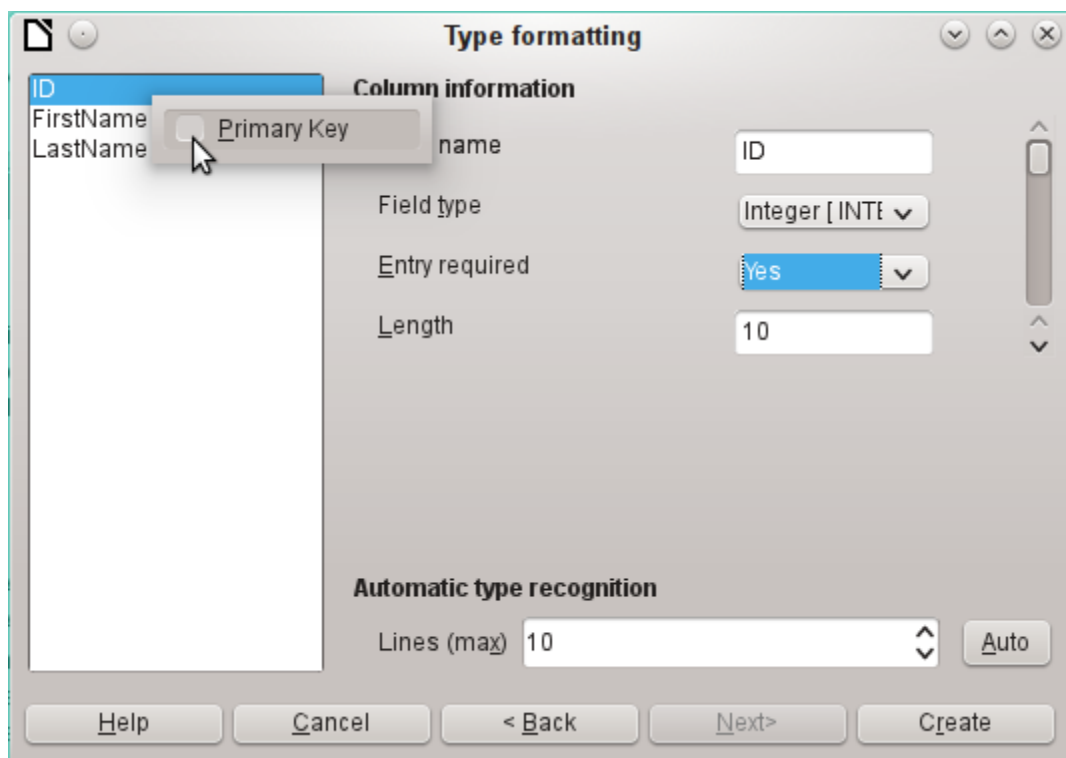 Type formatting
ID
FirstName
LastName
Primary Key
Column information
name
ID
Field type
Integer [ INTE
Entry required
Yes
Length
10
Automatic type recognition
Lines (max)
10
Auto
Help
Cancel
< Back
Next>
Create